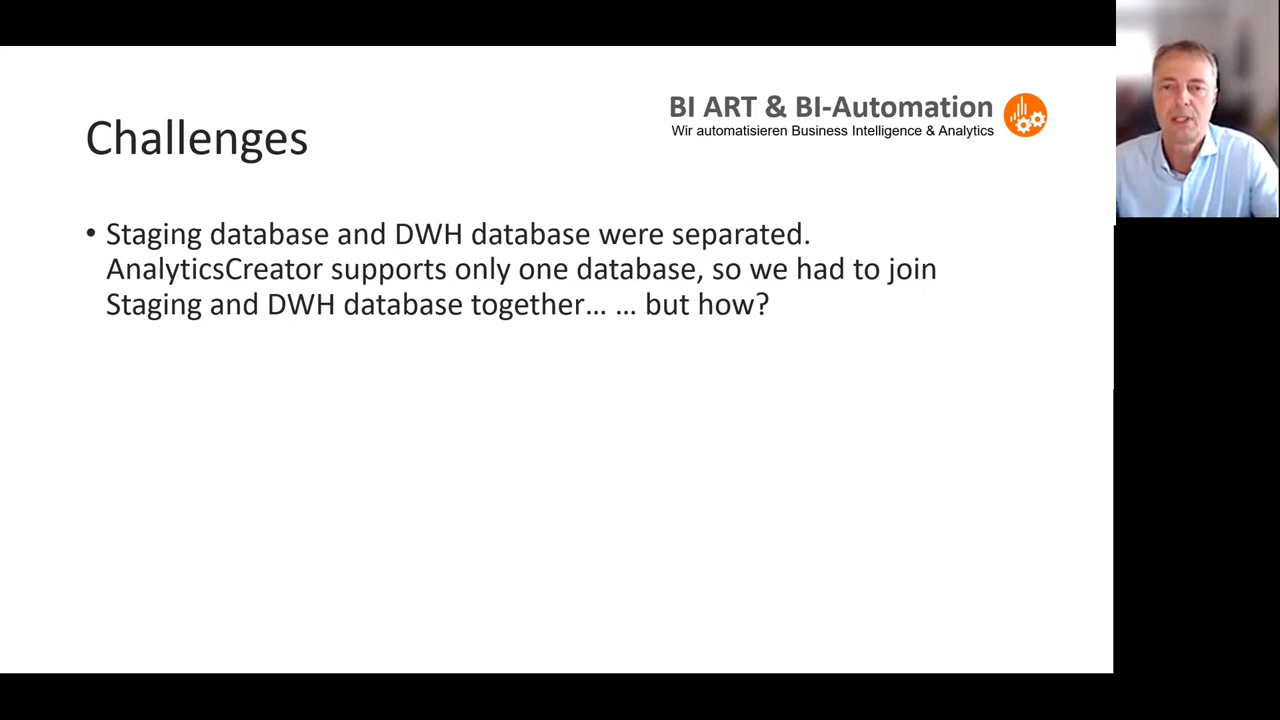 BI ART & BI-Automation
Wir automatisieren Business Intelligence & Analytics
Challenges
• Staging database and DWH database were separated.
AnalyticsCreator supports only one database, so we had to join
Staging and DWH database together… … but how?